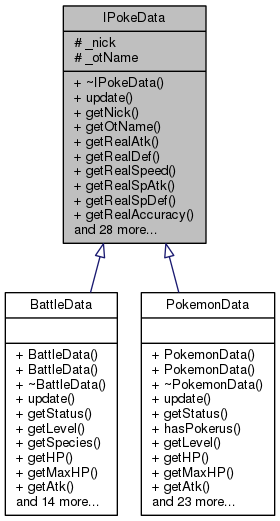 IPokeData
# _nick
# _otName
+ ~IPokeData()
+ update()
+ getNick()
+ getOtName()
+ getRealAtk()
+ getRealDef()
+ getRealSpeed()
+ getRealSpAtk()
+ getRealSpDef()
+ getRealAccuracy()
and 28 more...
BattleData
+ BattleData()
+ BattleData()
+ ~BattleData()
+ update()
+ getStatus()
+ getLevel()
+ getSpecies()
+ getHP()
+ getMaxHP()
+ getAtk()
and 14 more...
PokemonData
+ PokemonData()
+ PokemonData()
+ ~PokemonData()
+ update()
+ getStatus()
+ hasPokerus()
+ getLevel()
+ getHP()
+ getMaxHP()
+ getAtk()
and 23 more...